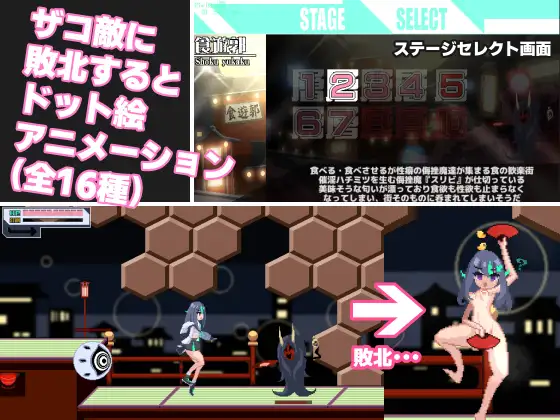 ザコ敵に
敗北すると
ドット絵
アニメーション
(全16種)
STAGE SELECT
ステージセレクト画面
食遊郭
Shoku yukaku
食遊郭
1 2 3 4 5
6 7
食べる・食べさせるが性癖の偏挫魔達が集まる食の歓楽街
催淫ハチミツを生む偏挫魔『スリビ』が仕切っている
美味そうな匂いが漂っており食欲も性欲も止まらなく
なってしまい、街そのものに呑まれてしまいそうだ
敗北・・・